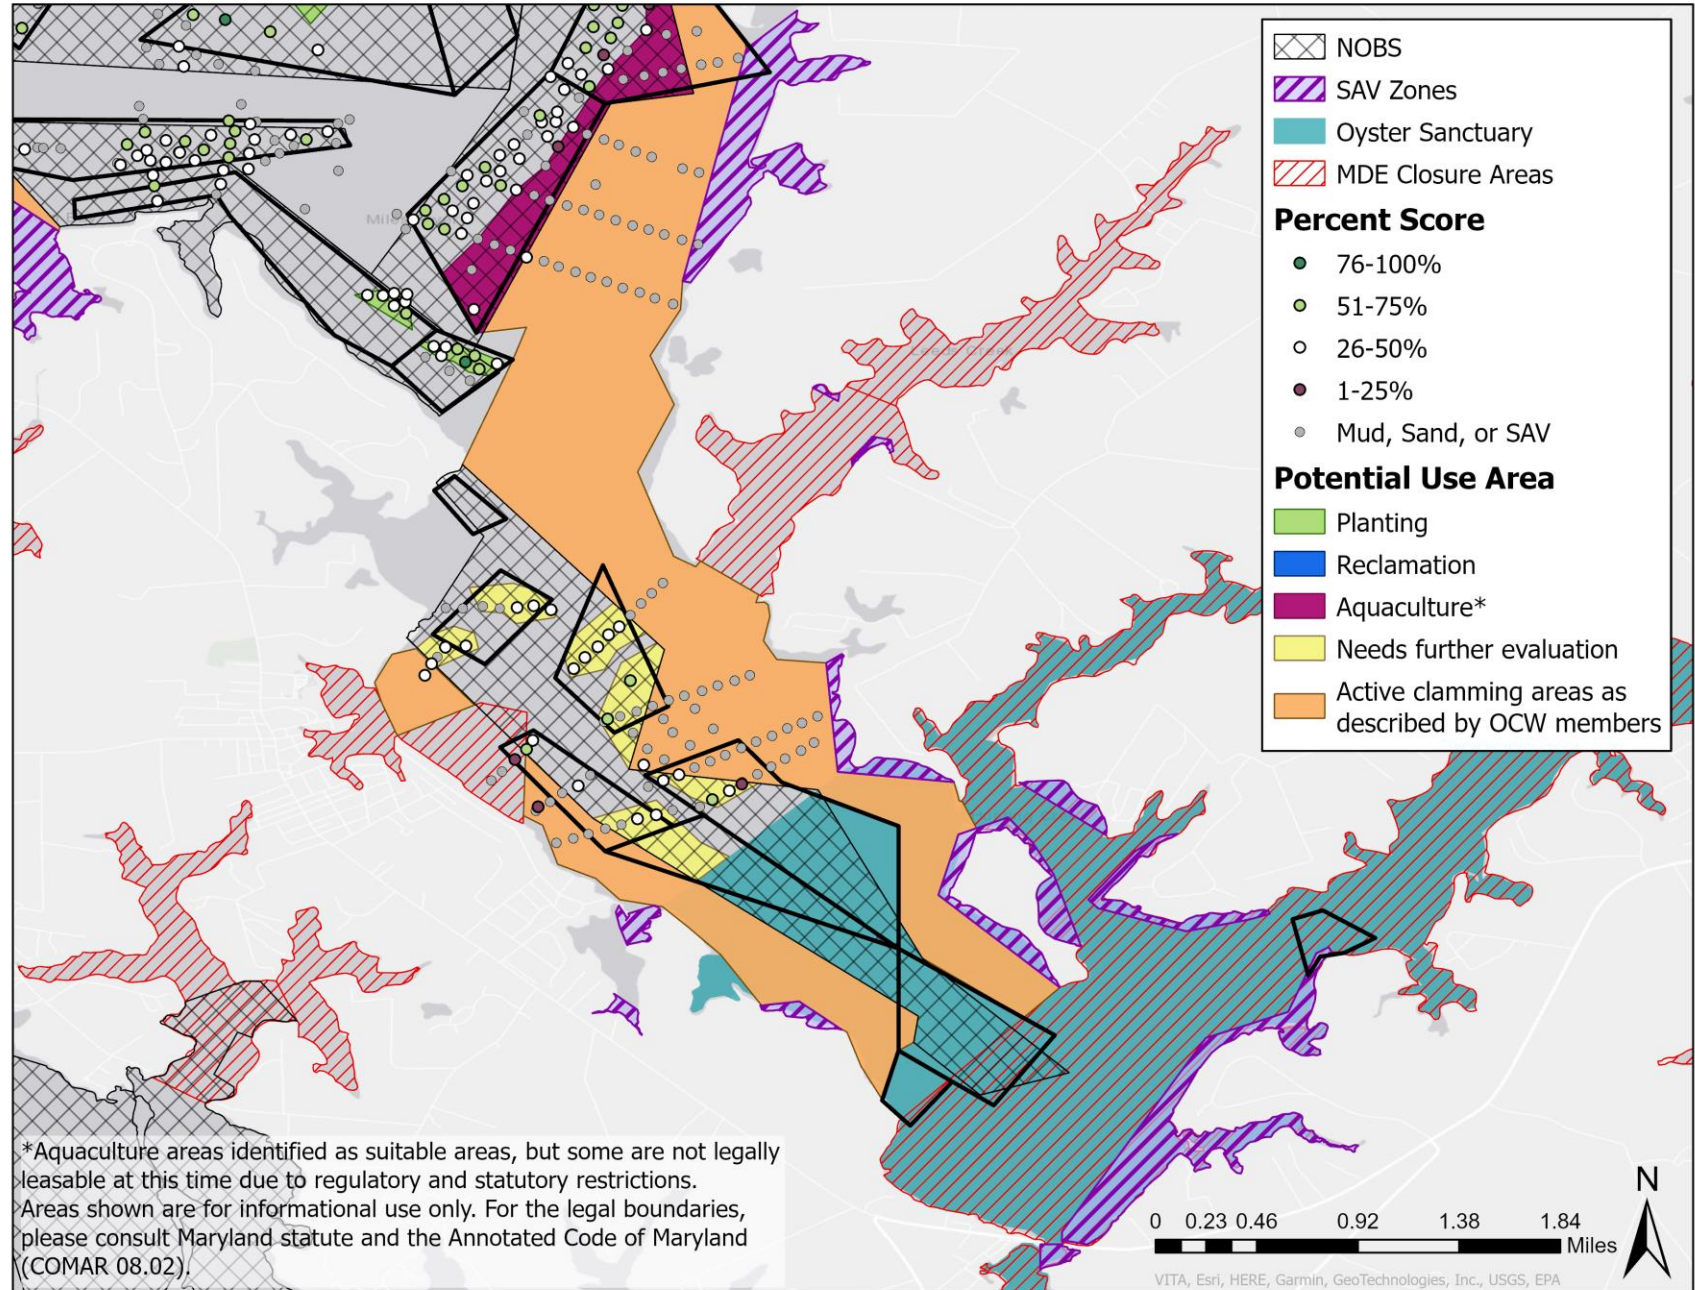 NOBS
SAV Zones
Oyster Sanctuary
MDE Closure Areas
Percent Score
76-100%
51-75%
26-50%
1-25%
Mud, Sand, or SAV
Potential Use Area
Planting
Reclamation
Aquaculture*
Needs further evaluation
Active clamming areas as
described by OCW members
Leeds Creek
*Aquaculture areas identified as suitable areas, but some are not legally
leasable at this time due to regulatory and statutory restrictions.
Areas shown are for informational use only. For the legal boundaries,
please consult Maryland statute and the Annotated Code of Maryland
(COMAR 08.02).
N
0 0.23 0.46 0.92 1.38 1.84
Miles
VITA, Esri, HERE, Garmin, GeoTechnologies, Inc., USGS, EPA